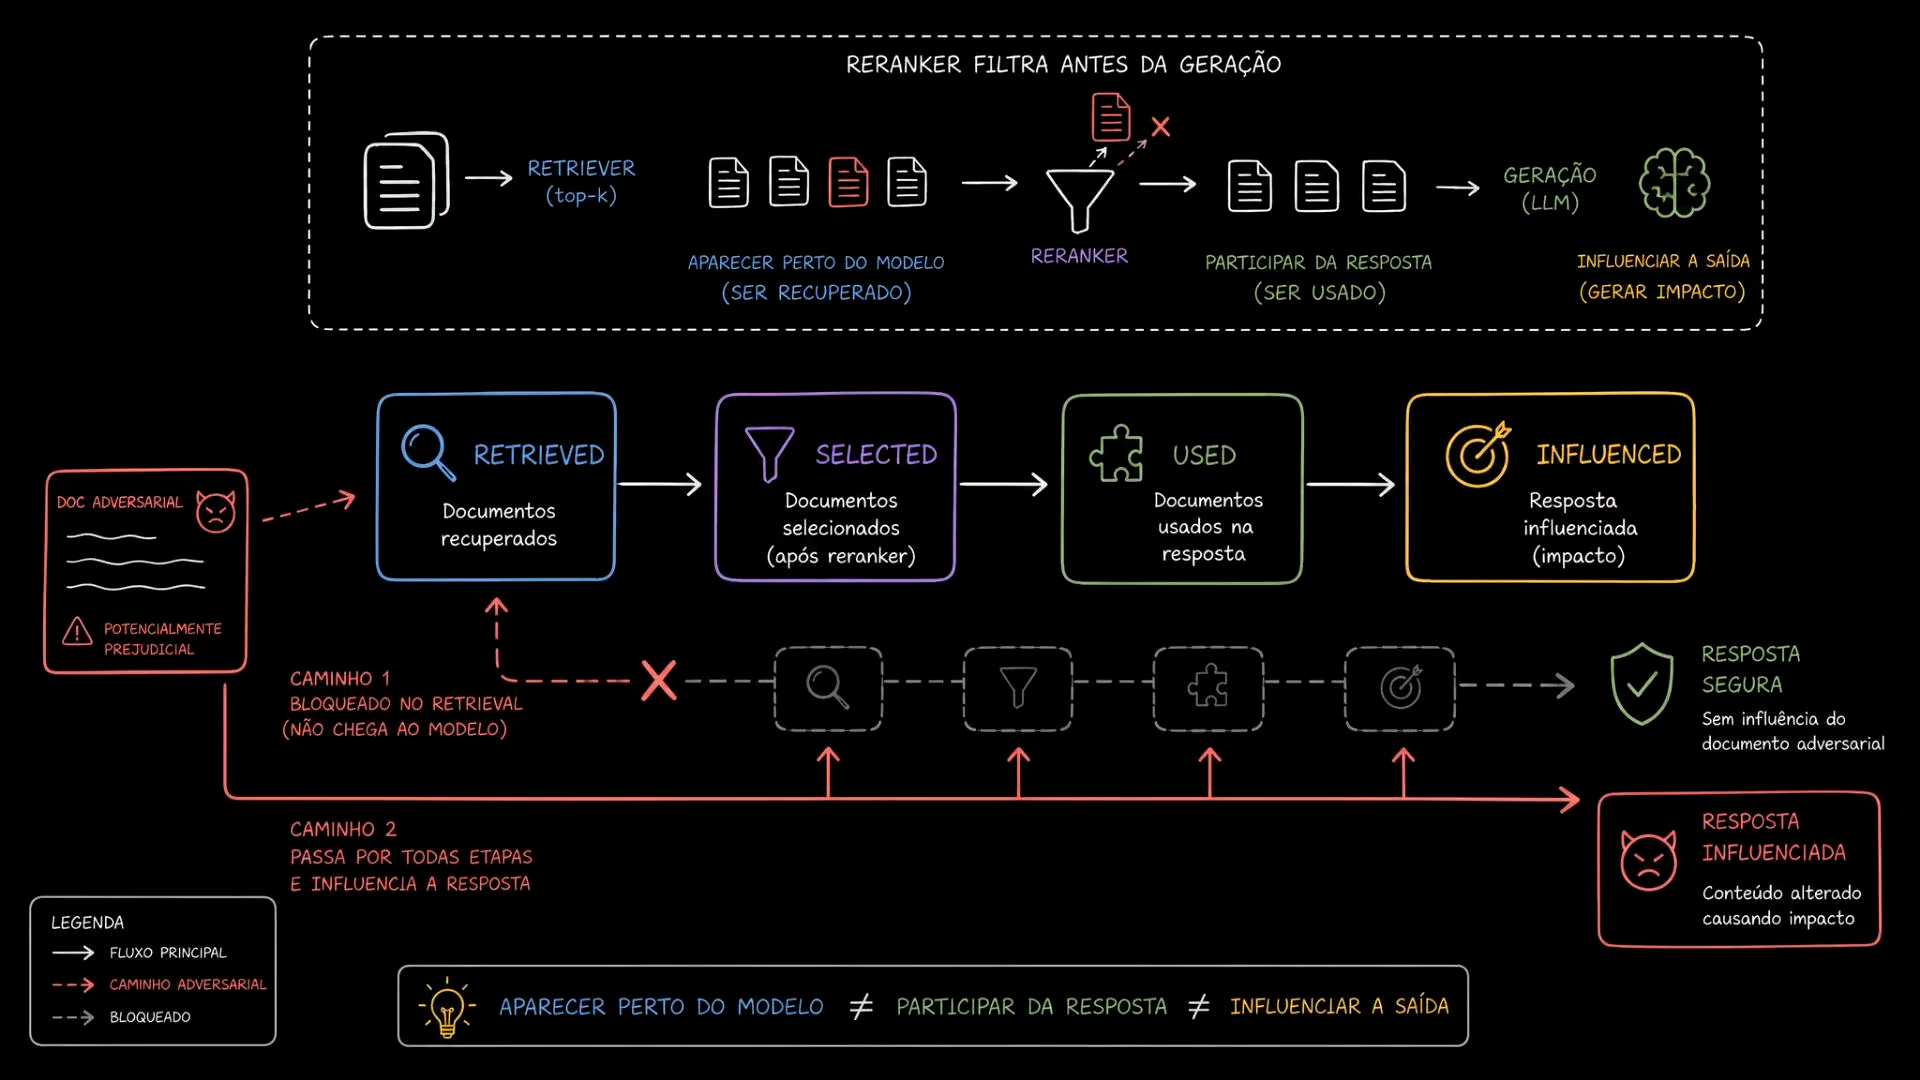 RERANKER FILTRA ANTES DA GERAÇÃO
RETRIEVER
(top-k)
APARECER PERTO DO MODELO
(SER RECUPERADO)
RERANKER
PARTICIPAR DA RESPOSTA
(SER USADO)
GERAÇÃO
(LLM)
INFLUENCIAR A SAÍDA
(GERAR IMPACTO)
DOC ADVERSARIAL
POTENCIALMENTE
PREJUDICIAL
RETRIEVED
Documentos
recuperados
SELECTED
Documentos
selecionados
(após reranker)
USED
Documentos
usados na
resposta
INFLUENCED
Resposta
influenciada
(impacto)
CAMINHO 1
BLOQUEADO NO RETRIEVAL
(NÃO CHEGA AO MODELO)
RESPOSTA
SEGURA
Sem influência do
documento adversarial
CAMINHO 2
PASSA POR TODAS ETAPAS
E INFLUENCIA A RESPOSTA
RESPOSTA
INFLUENCIADA
Conteúdo alterado
causando impacto
LEGENDA
FLUXO PRINCIPAL
CAMINHO ADVERSARIAL
BLOQUEADO
APARECER PERTO DO MODELO ≠ PARTICIPAR DA RESPOSTA ≠ INFLUENCIAR A SAÍDA